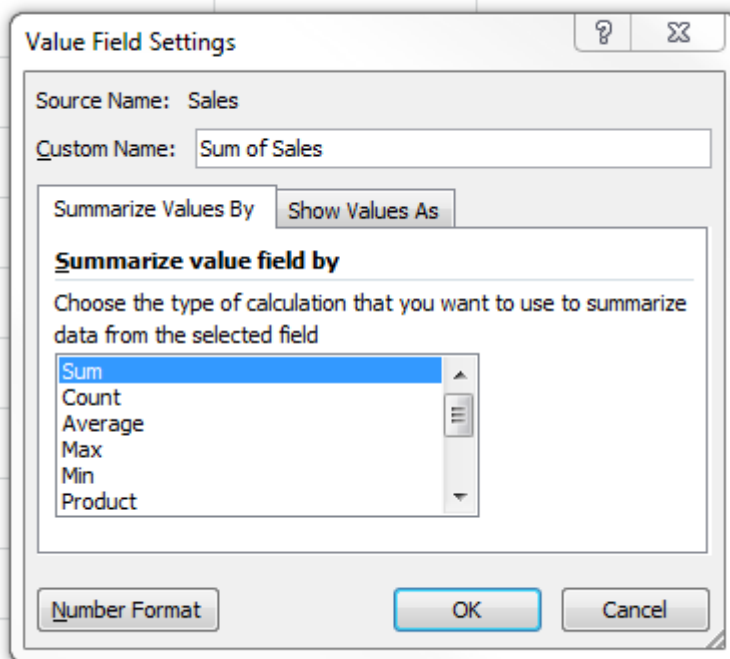 Value Field Settings
Source Name: Sales
Custom Name: Sum of Sales
Summarize Values By Show Values As
Summarize value field by
Choose the type of calculation that you want to use to summarize
data from the selected field
Sum
Count
Average
Max
Min
Product
Number Format OK Cancel